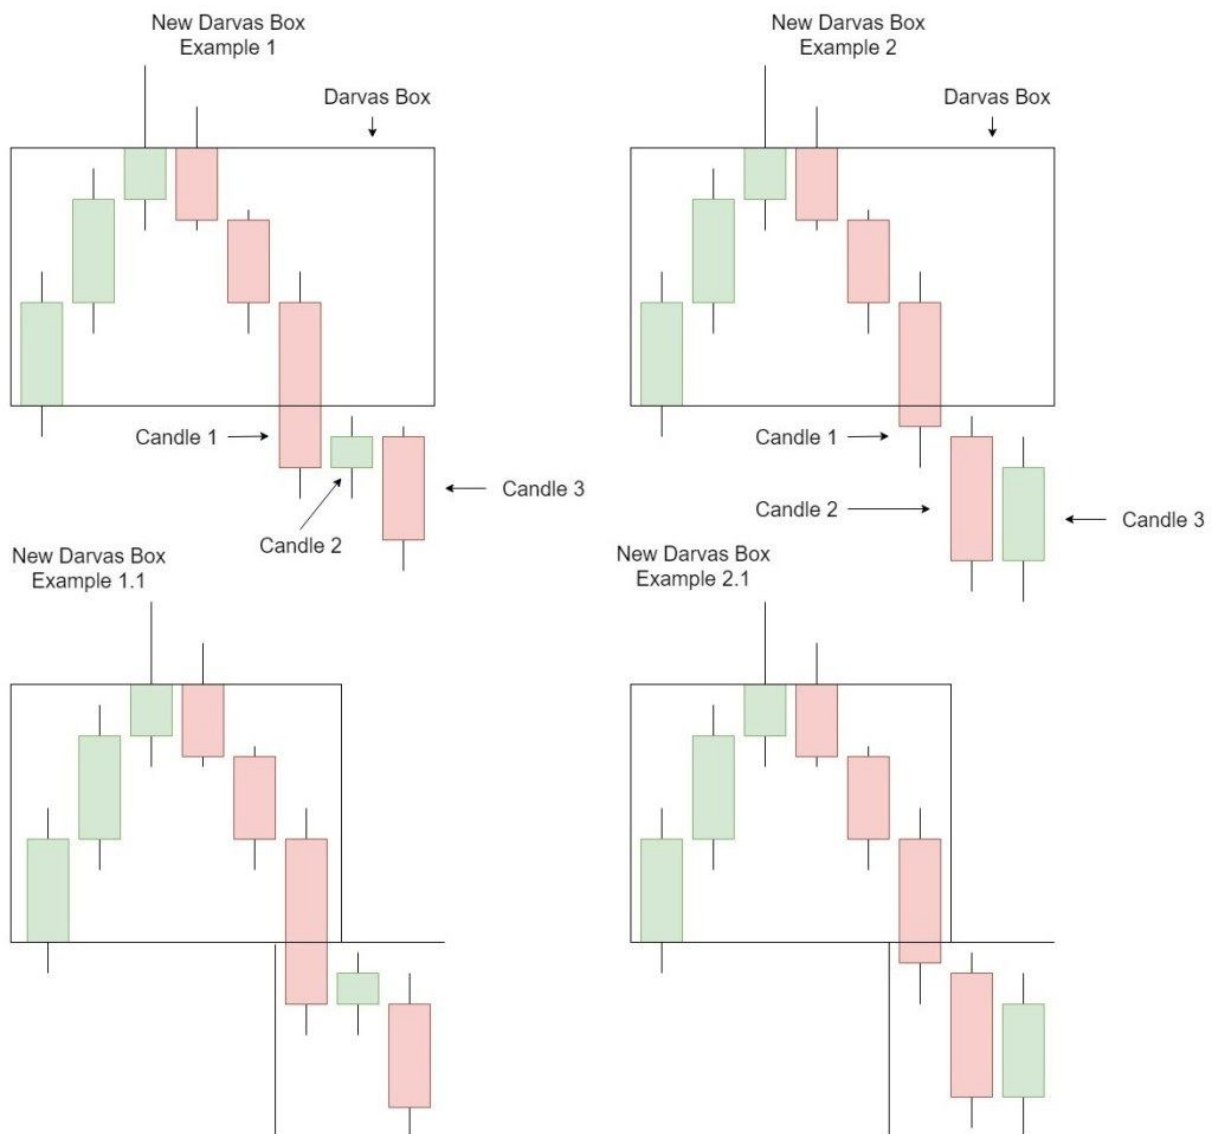 New Darvas Box
Example 1
Darvas Box
Candle 1
Candle 2
Candle 3
New Darvas Box
Example 2
Darvas Box
Candle 1
Candle 2
Candle 3
New Darvas Box
Example 1.1
New Darvas Box
Example 2.1